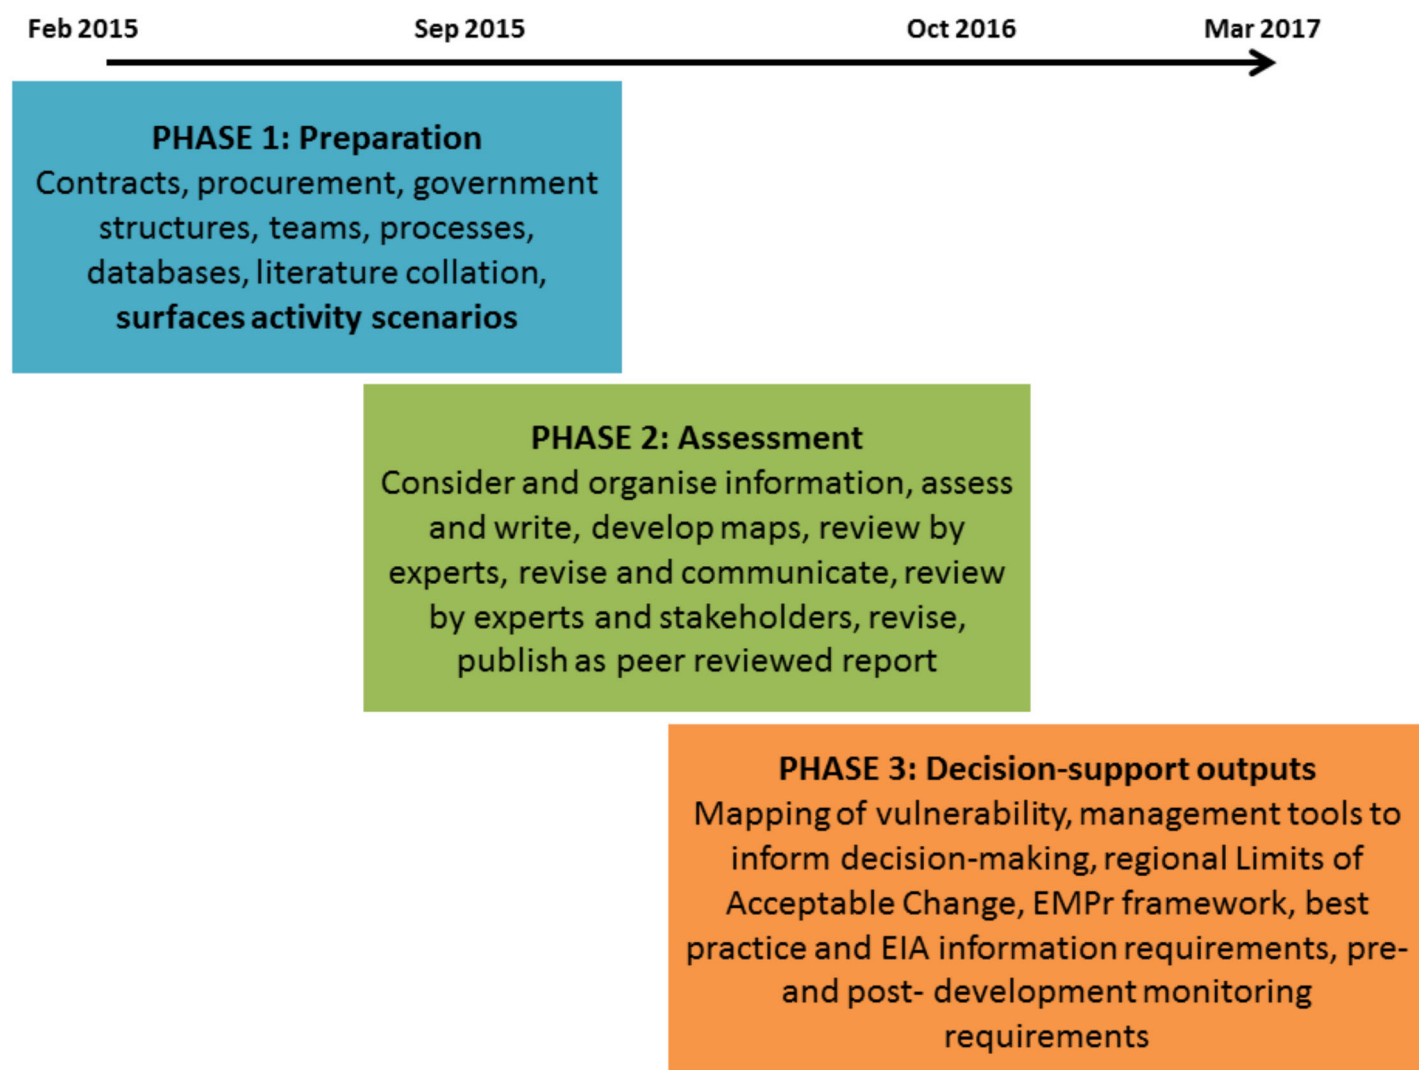 Feb 2015 Sep 2015 Oct 2016 Mar 2017
PHASE 1: Preparation
Contracts, procurement, government
structures, teams, processes,
databases, literature collation,
surfaces activity scenarios
PHASE 2: Assessment
Consider and organise information, assess
and write, develop maps, review by
experts, revise and communicate, review
by experts and stakeholders, revise,
publish as peer reviewed report
PHASE 3: Decision-support outputs
Mapping of vulnerability, management tools to
inform decision-making, regional Limits of
Acceptable Change, EMPr framework, best
practice and EIA information requirements, pre-
and post- development monitoring
requirements